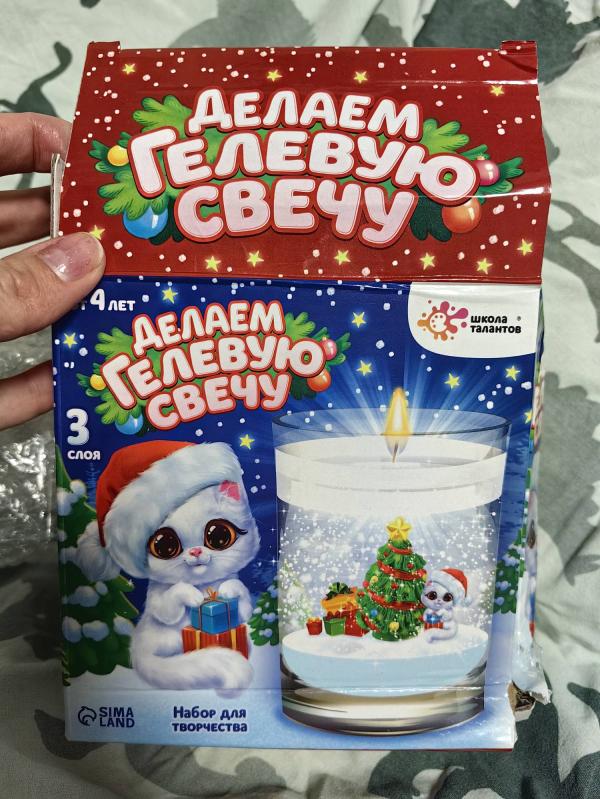 ДЕЛАЕМ
ГЕЛЕВУЮ
СВЕЧУ
4 ЛЕТ
ШКОЛА
ТАЛАНТОВ
ДЕЛАЕМ
ГЕЛЕВУЮ
СВЕЧУ
3
СЛОЯ
SIMA
LAND
Набор для
творчества